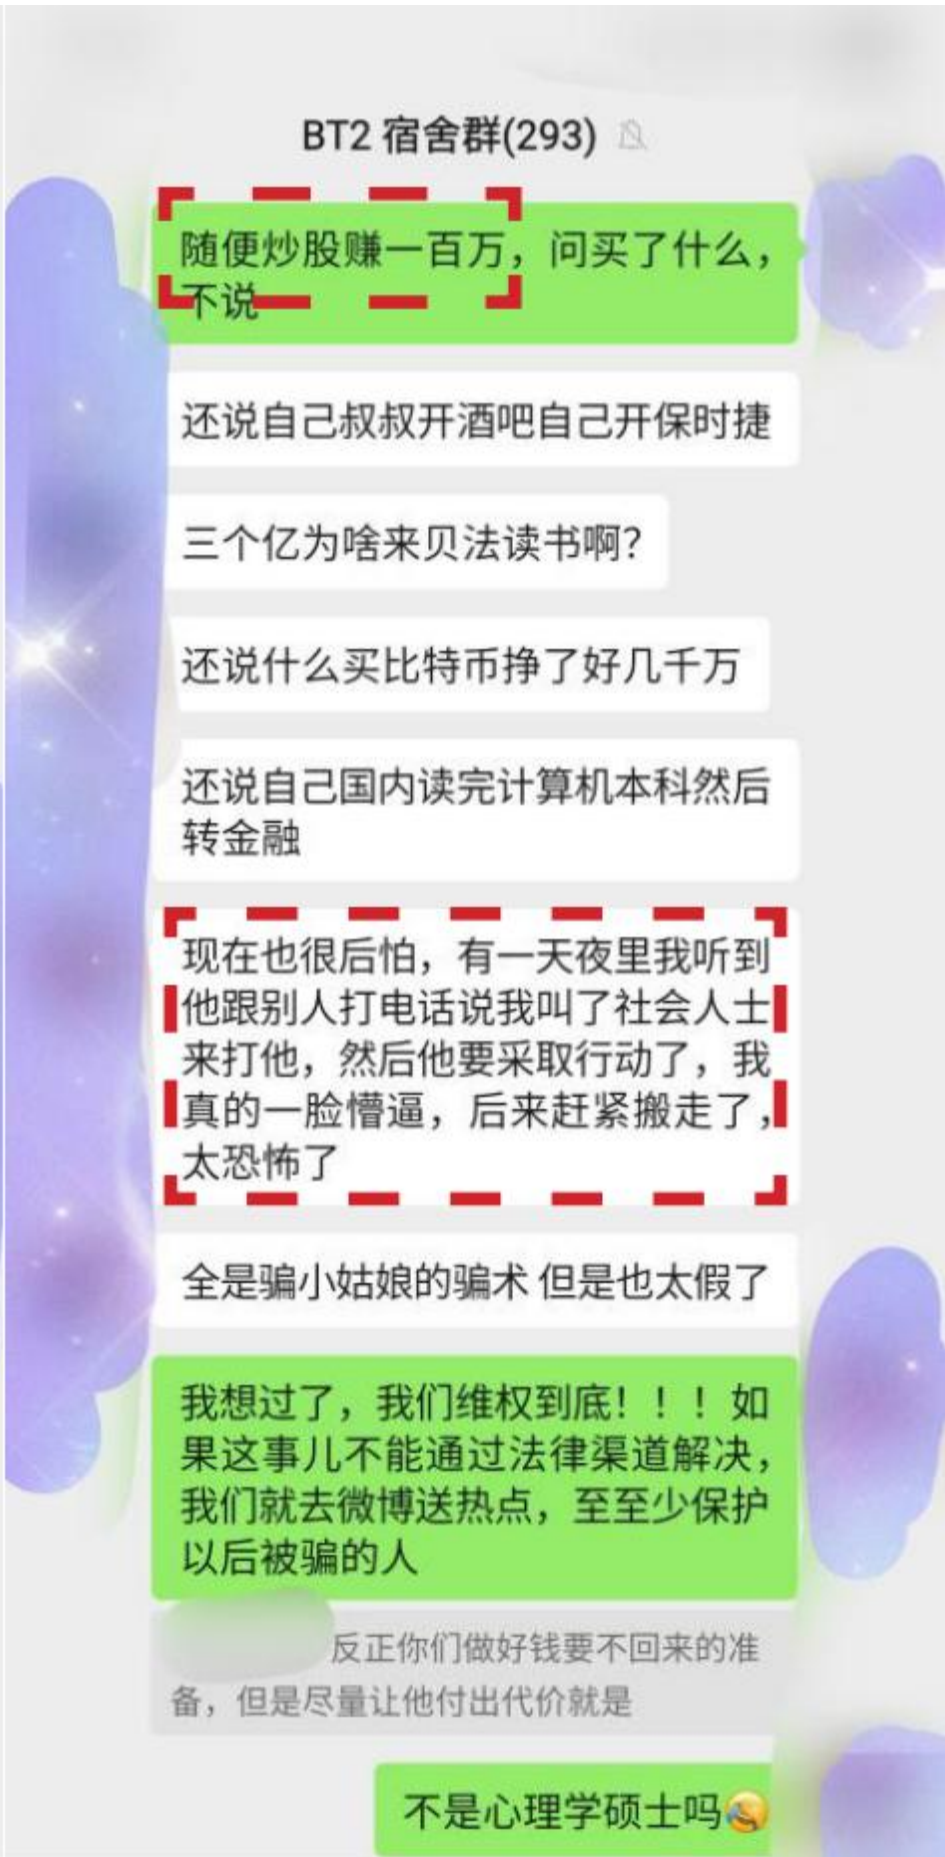 BT2 宿舍群(293)
随便炒股赚一百万，问买了什么，
不说
还说自己叔叔开酒吧自己开保时捷
三个亿为啥来贝法读书啊？
还说什么买比特币挣了好几千万
还说自己国内读完计算机本科然后
转金融
现在也很后怕，有一天夜里我听到
他跟别人打电话说我叫了社会人士
来打他，然后他要采取行动了，我
真的一脸懵逼，后来赶紧搬走了，
太恐怖了
全是骗小姑娘的骗术 但是也太假了
我想过了，我们维权到底！！！如
果这事儿不能通过法律渠道解决，
我们就去微博送热点，至至少保护
以后被骗的人
反正你们做好钱要不回来的准
备，但是尽量让他付出代价就是
不是心理学硕士吗